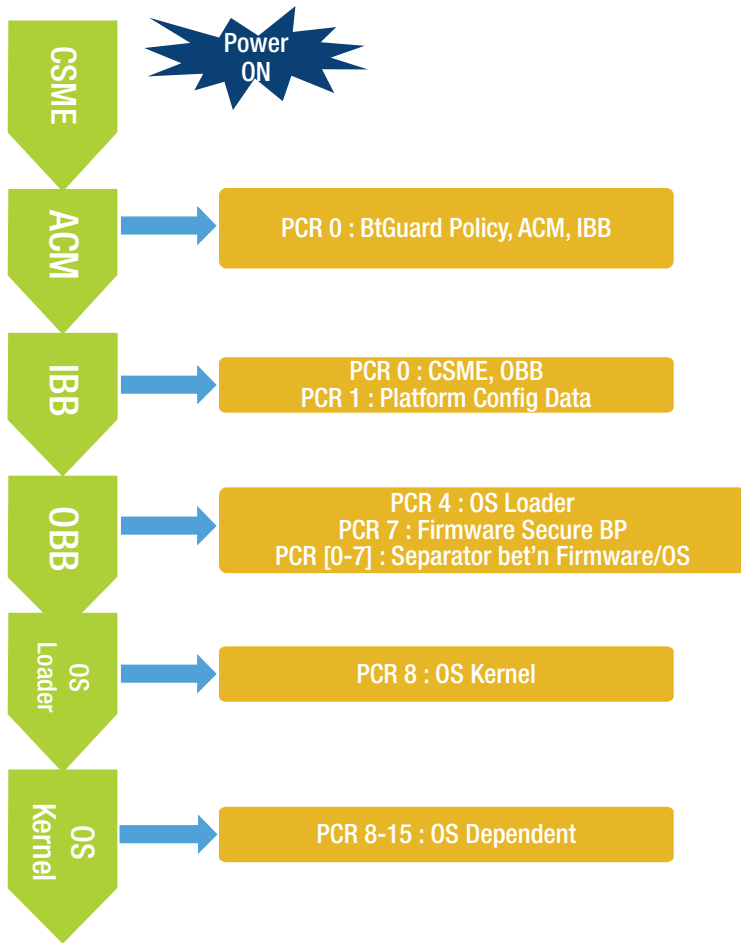 Power
ON
CSME
ACM
PCR 0 : BtGuard Policy, ACM, IBB
IBB
PCR 0 : CSME, OBB
PCR 1 : Platform Config Data
OBB
PCR 4 : OS Loader
PCR 7 : Firmware Secure BP
PCR [0-7] : Separator bet’n Firmware/OS
OS
Loader
PCR 8 : OS Kernel
OS
Kernel
PCR 8-15 : OS Dependent